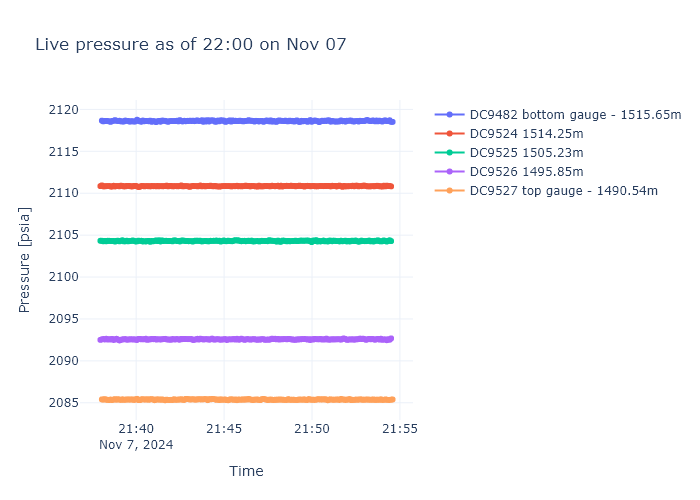 Live pressure as of 22:00 on Nov 07
2120
2115
2110
2105
2100
2095
2090
2085
Pressure [psia]
21:40
21:45
21:50
21:55
Nov 7, 2024
Time
DC9482 bottom gauge - 1515.65m
DC9524 1514.25m
DC9525 1505.23m
DC9526 1495.85m
DC9527 top gauge - 1490.54m